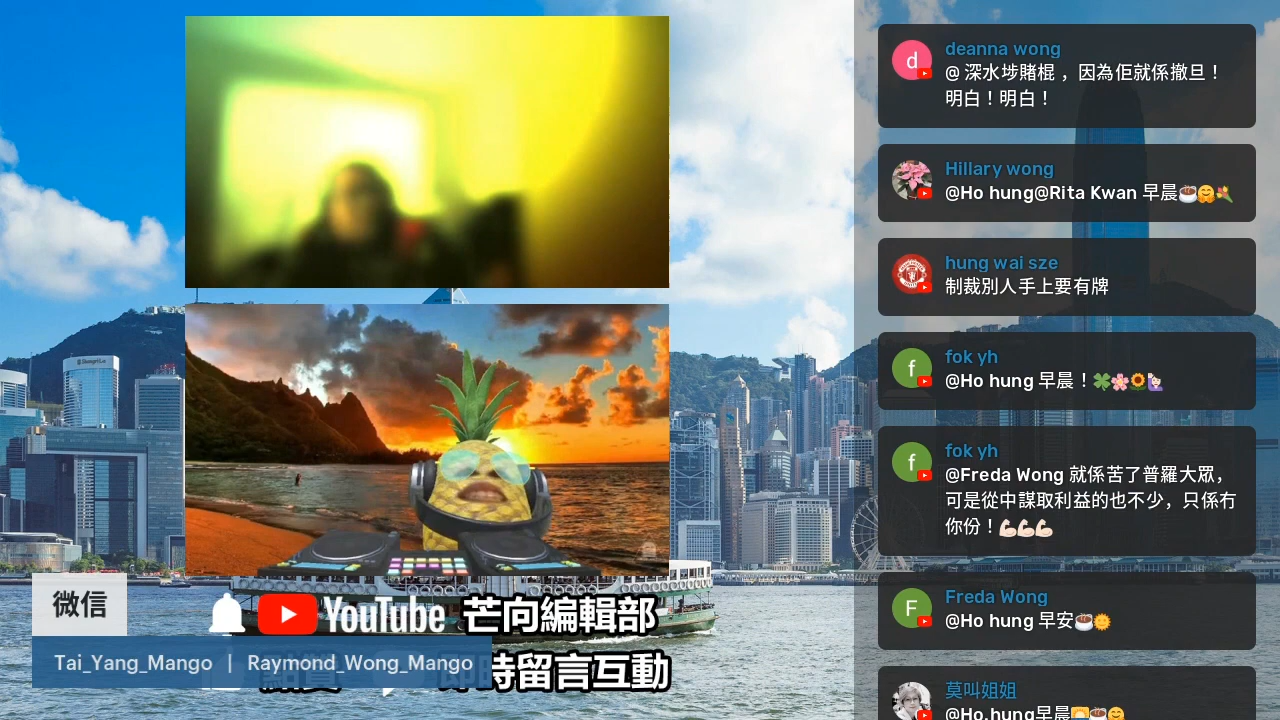 deanna wong
@ 深水埗賭棍 ，因為佢就係撤旦！
明白！明白！
Hillary wong
@Ho hung@Rita Kwan 早晨
hung wai sze
制裁別人手上要有牌
fok yh
@Ho hung 早晨！
fok yh
@Freda Wong 就係苦了普羅大眾，
可是從中謀取利益的也不少，只係冇
你份！
Freda Wong
@Ho hung 早安
莫叫姐姐
@Ho.hung早晨
微信
Tai_Yang_Mango | Raymond_Wong_Mango
YouTube 芒向編輯部
即時留言互動